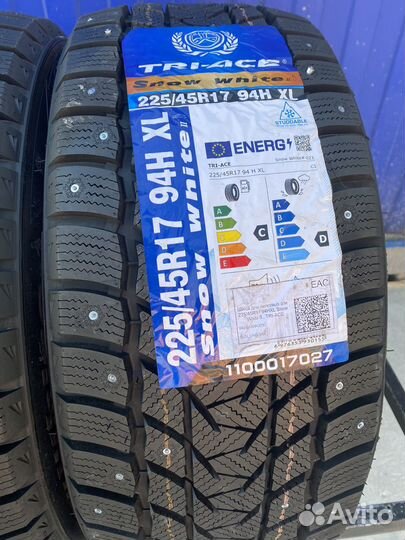 TRI·ACE
Snow White II
225/45R17 94H XL
STUDDABLE
ENERG
TRI-ACE
225/45R17 94 H XL
C1
A
B
C
D
E
C
A
B
C
D
E
D
225/45R17 94H XL
Snow White II
EAC
1100017027
Avito